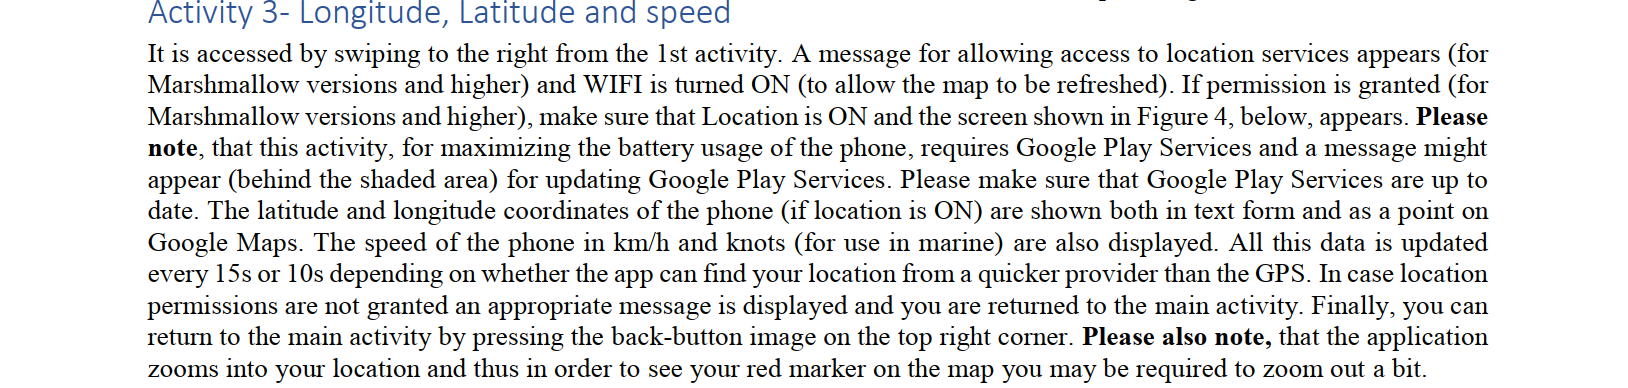 Activity 3- Longitude, Latitude and speed
It is accessed by swiping to the right from the 1st activity. A message for allowing access to location services appears (for
Marshmallow versions and higher) and WIFI is turned ON (to allow the map to be refreshed). If permission is granted (for
Marshmallow versions and higher), make sure that Location is ON and the screen shown in Figure 4, below, appears. Please
note, that this activity, for maximizing the battery usage of the phone, requires Google Play Services and a message might
appear (behind the shaded area) for updating Google Play Services. Please make sure that Google Play Services are up to
date. The latitude and longitude coordinates of the phone (if location is ON) are shown both in text form and as a point on
Google Maps. The speed of the phone in km/h and knots (for use in marine) are also displayed. All this data is updated
every 15s or 10s depending on whether the app can find your location from a quicker provider than the GPS. In case location
permissions are not granted an appropriate message is displayed and you are returned to the main activity. Finally, you can
return to the main activity by pressing the back-button image on the top right corner. Please also note, that the application
zooms into your location and thus in order to see your red marker on the map you may be required to zoom out a bit.